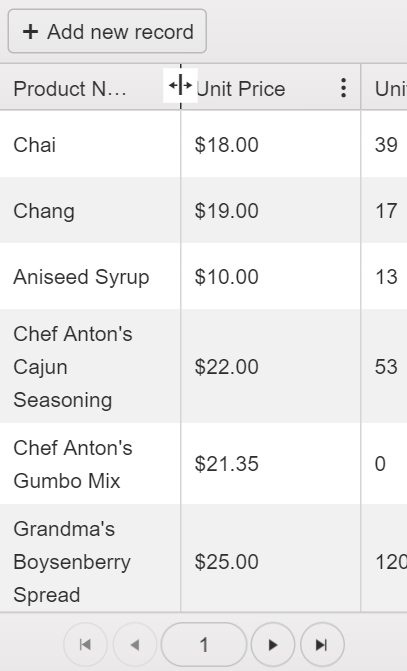 + Add new record
Product N... Unit Price Uni
Chai $18.00 39
Chang $19.00 17
Aniseed Syrup $10.00 13
Chef Anton's
Cajun $22.00 53
Seasoning
Chef Anton's
Gumbo Mix $21.35 0
Grandma's
Boysenberry $25.00 120
Spread
1